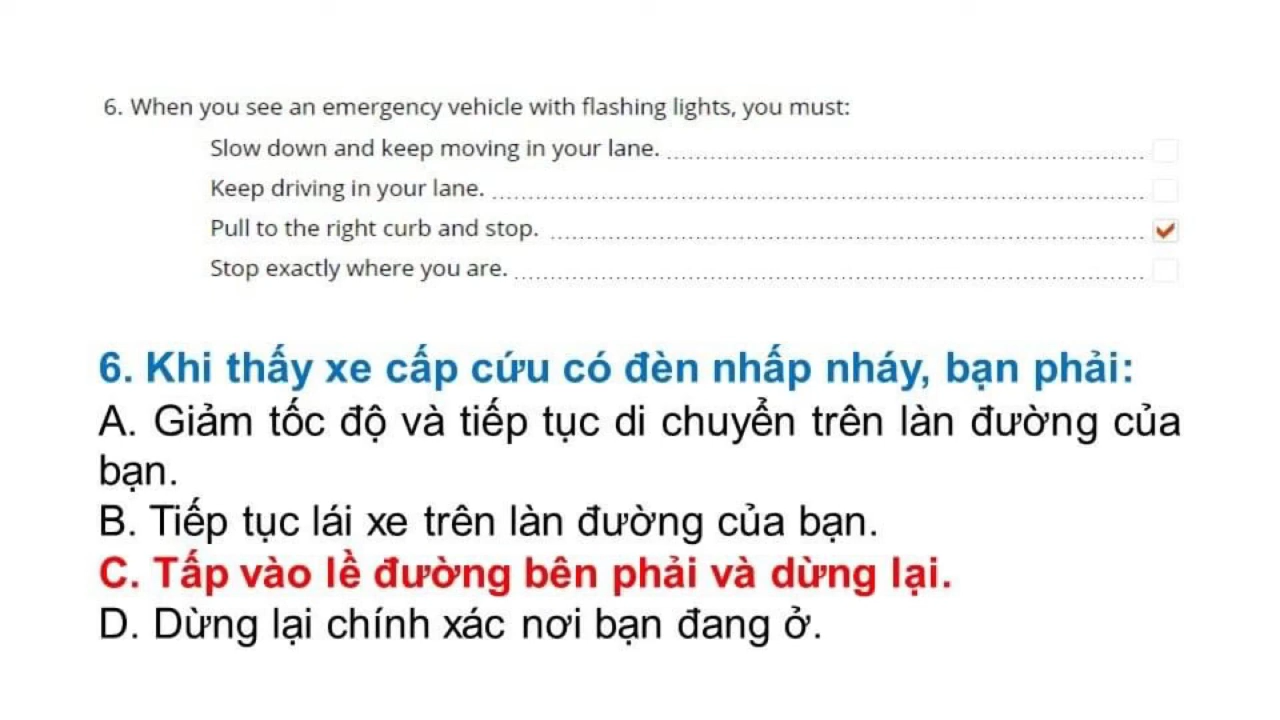 6. When you see an emergency vehicle with flashing lights, you must:
Slow down and keep moving in your lane.
Keep driving in your lane.
Pull to the right curb and stop.
Stop exactly where you are.
6. Khi thấy xe cấp cứu có đèn nhấp nháy, bạn phải:
A. Giảm tốc độ và tiếp tục di chuyển trên làn đường của
bạn.
B. Tiếp tục lái xe trên làn đường của bạn.
C. Tấp vào lề đường bên phải và dừng lại.
D. Dừng lại chính xác nơi bạn đang ở.